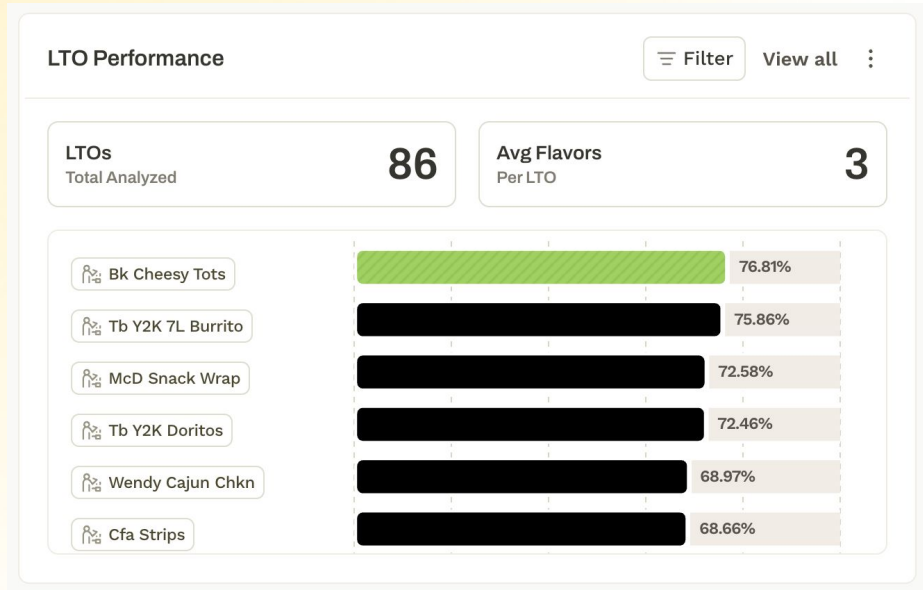 LTO Performance
Filter
View all
LTOs
Total Analyzed
86
Avg Flavors
Per LTO
3
Bk Cheesy Tots
76.81%
Tb Y2K 7L Burrito
75.86%
McD Snack Wrap
72.58%
Tb Y2K Doritos
72.46%
Wendy Cajun Chkn
68.97%
Cfa Strips
68.66%